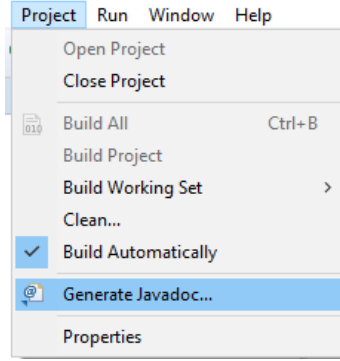 Project Run Window Help
Open Project
Close Project
010 Build All Ctrl+B
Build Project
Build Working Set >
Clean...
Build Automatically
@ Generate Javadoc...
Properties